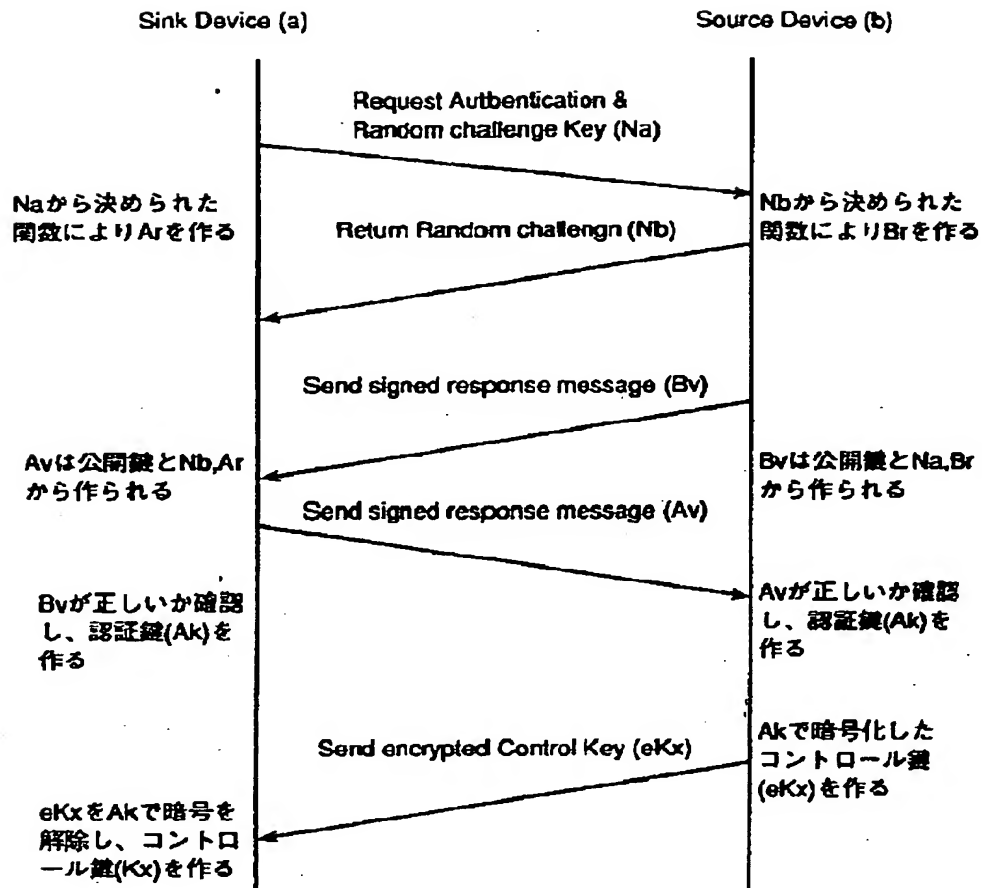 Sink Device (a)
Source Device (b)
Request Autbentication &
Random challenge Key (Na)
Naから決められた
関数によりArを作る
Nbから決められた
関数によりBrを作る
Return Random challengn (Nb)
Send signed response message (Bv)
Avは公開鍵とNb,Ar
から作られる
Bvは公開鍵とNa,Br
から作られる
Send signed response message (Av)
Bvが正しいか確認
し、認証鍵(Ak)を
作る
Avが正しいか確認
し、認証鍵(Ak)を
作る
Send encrypted Control Key (eKx)
Akで暗号化した
コントロール鍵
(eKx)を作る
eKxをAkで暗号を
解除し、コントロ
ール鍵(Kx)を作る